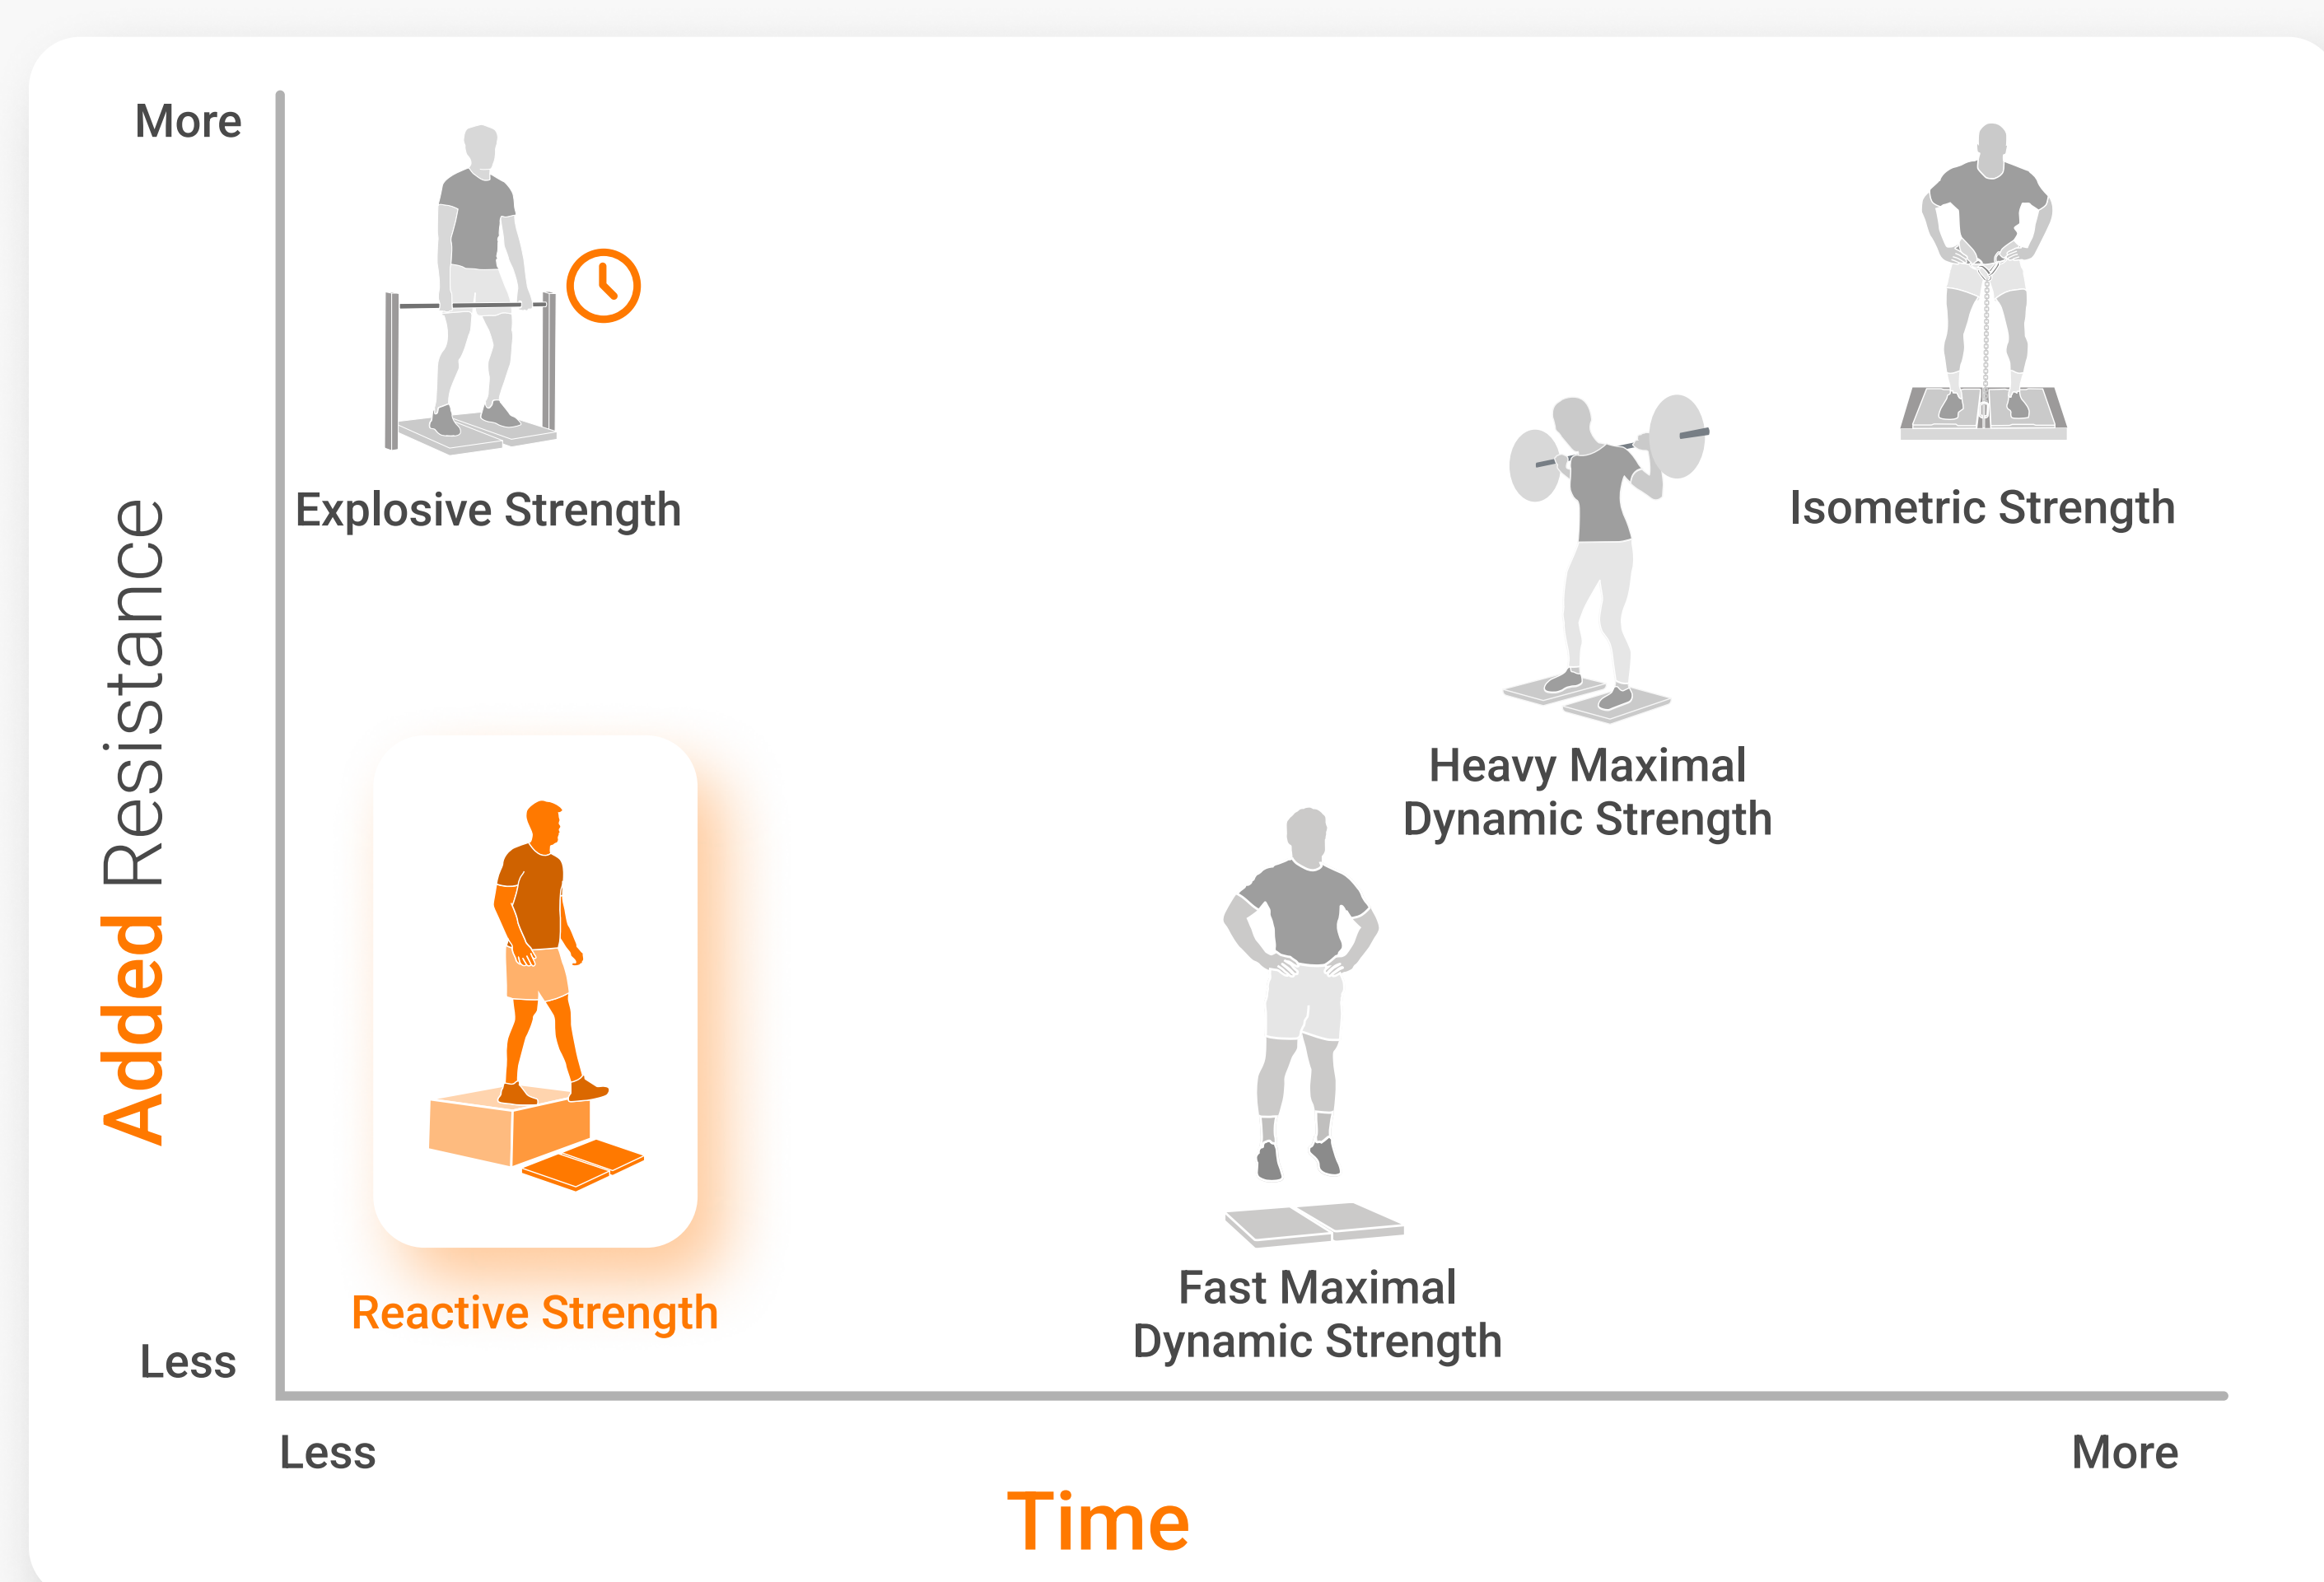 More
Explosive Strength
Isometric Strength
Added Resistance
Heavy Maximal
Dynamic Strength
Reactive Strength
Fast Maximal
Dynamic Strength
Less
Less
More
Time